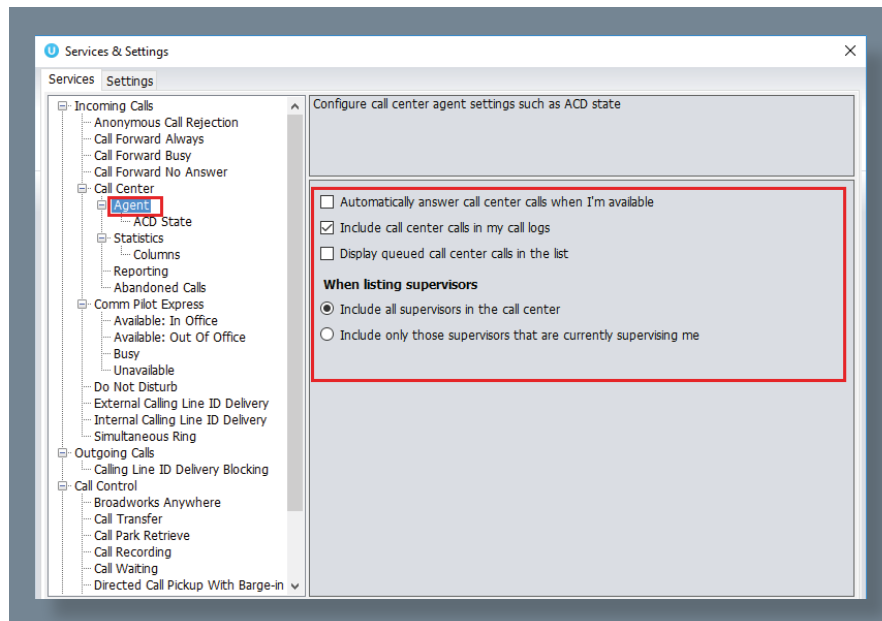 Services & Settings
Services Settings
Incoming Calls
Anonymous Call Rejection
Call Forward Always
Call Forward Busy
Call Forward No Answer
Call Center
Agent
ACD State
Statistics
Columns
Reporting
Abandoned Calls
Comm Pilot Express
Available: In Office
Available: Out Of Office
Busy
Unavailable
Do Not Disturb
External Calling Line ID Delivery
Internal Calling Line ID Delivery
Simultaneous Ring
Outgoing Calls
Calling Line ID Delivery Blocking
Call Control
Broadworks Anywhere
Call Transfer
Call Park Retrieve
Call Recording
Call Waiting
Directed Call Pickup With Barge-in
Configure call center agent settings such as ACD state
Automatically answer call center calls when I'm available
Include call center calls in my call logs
Display queued call center calls in the list
When listing supervisors
Include all supervisors in the call center
Include only those supervisors that are currently supervising me